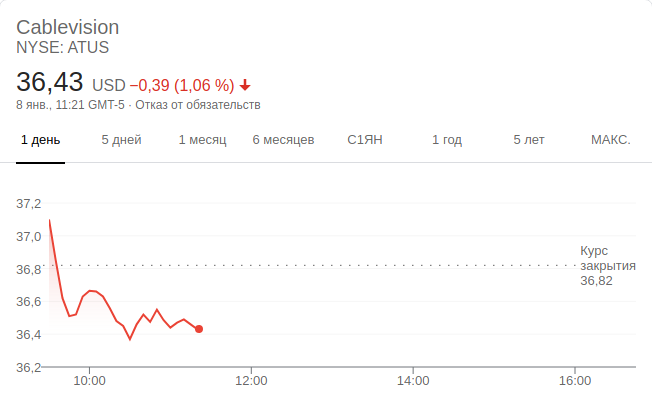 Cablevision
NYSE: ATUS
36,43 USD −0,39 (1,06 %)
8 янв., 11:21 GMT-5 · Отказ от обязательств
1 день 5 дней 1 месяц 6 месяцев С1ЯН 1 год 5 лет МАКС.
37,2
37,0
36,8
36,6
36,4
36,2
Курс
закрытия
36,82
10:00 12:00 14:00 16:00